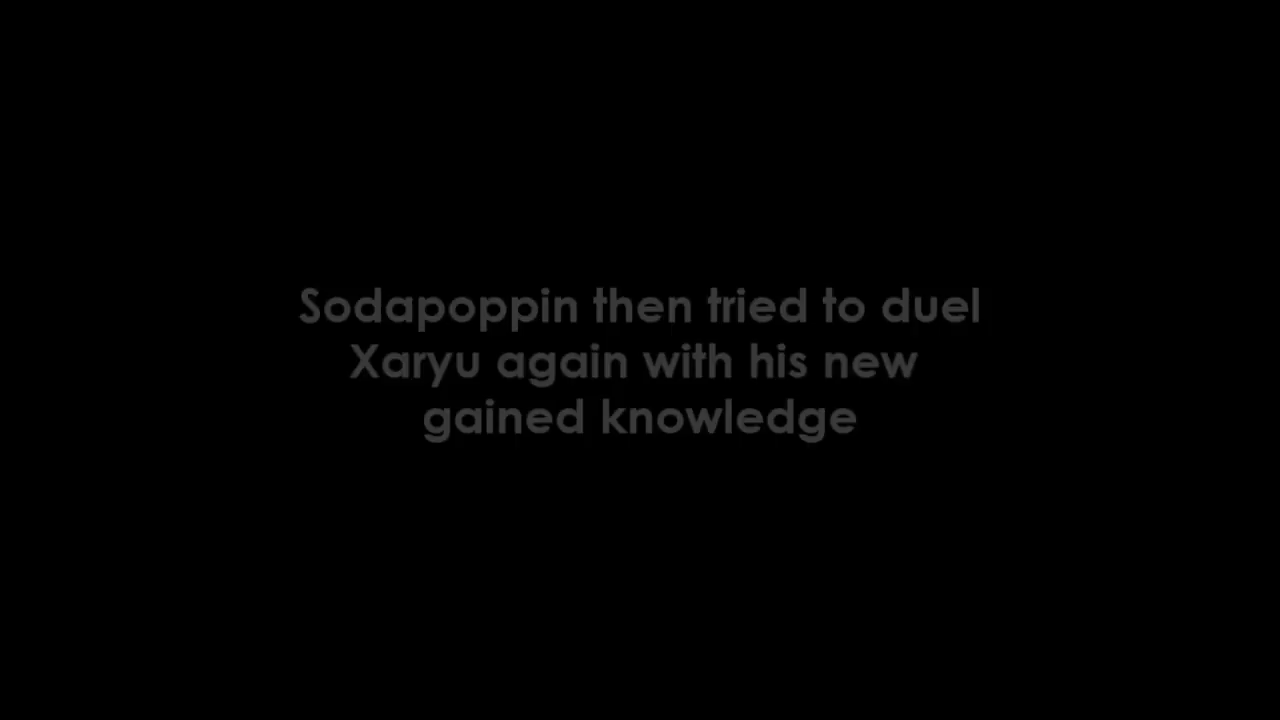 Sodapoppin then tried to duel
Xaryu again with his new
gained knowledge